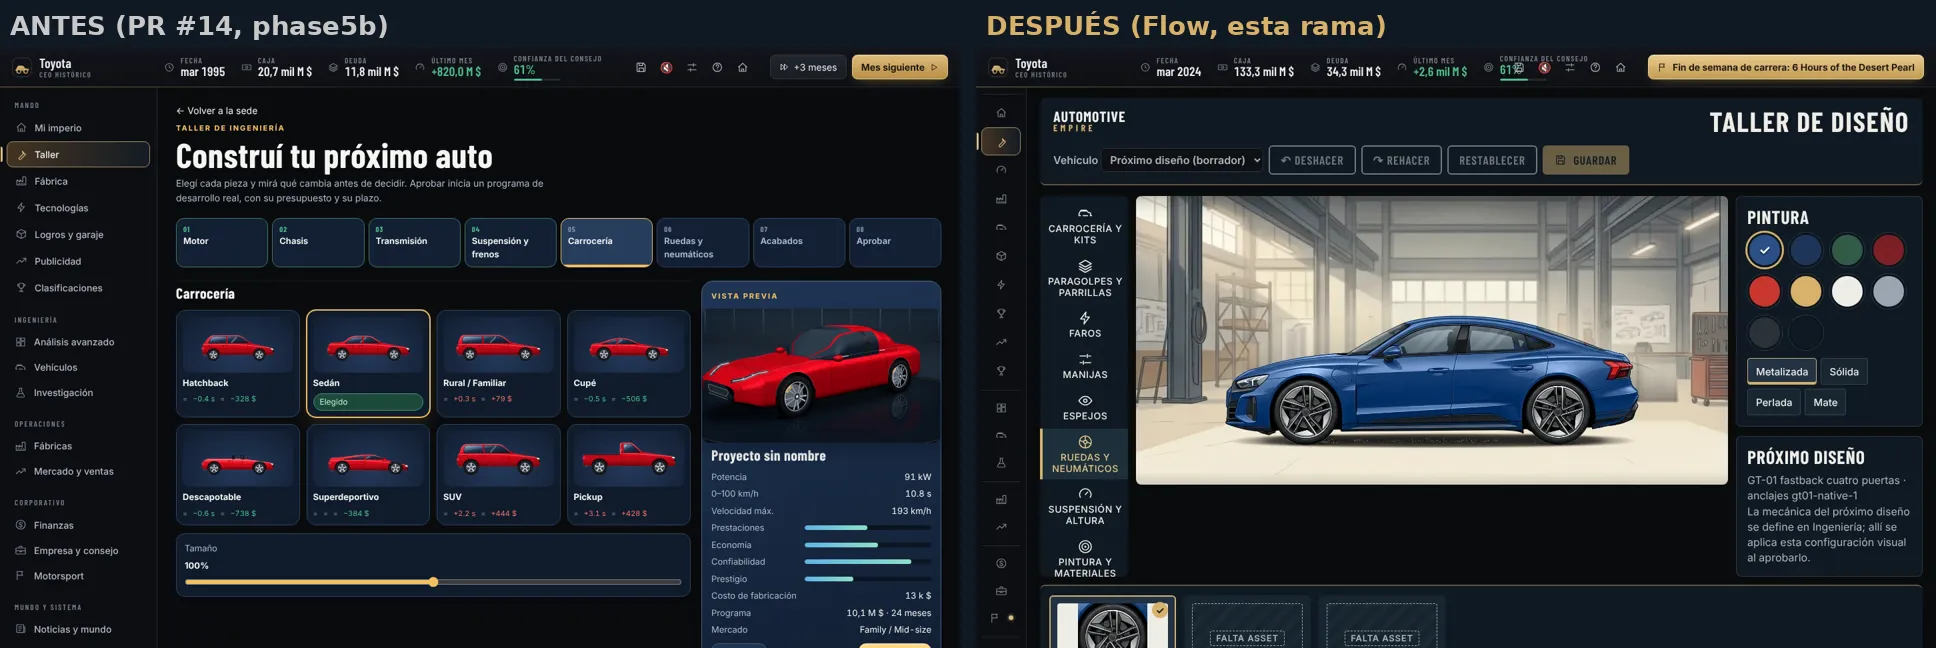 ANTES (PR #14, phase5b)
Toyota
CEO HISTÓRICO
FECHA
mar 1995
CAJA
20,7 mil M $
DEUDA
11,8 mil M $
ÚLTIMO MES
+820,0 M $
CONFIANZA DEL CONSEJO
61%
+3 meses
Mes siguiente
MANDO
Mi imperio
Taller
Fábrica
Tecnologías
Logros y garaje
Publicidad
Clasificaciones
INGENIERÍA
Análisis avanzado
Vehículos
Investigación
OPERACIONES
Fábricas
Mercado y ventas
CORPORATIVO
Finanzas
Empresa y consejo
Motorsport
MUNDO Y SISTEMA
Noticias y mundo
← Volver a la sede
TALLER DE INGENIERÍA
Construí tu próximo auto
Elegí cada pieza y mirá qué cambia antes de decidir. Aprobar inicia un programa de
desarrollo real, con su presupuesto y su plazo.
01
Motor
02
Chasis
03
Transmisión
04
Suspensión y
frenos
05
Carrocería
06
Ruedas y
neumáticos
07
Acabados
08
Aprobar
Carrocería
Hatchback
−0.4 s −328 $
Sedán
Elegido
Rural / Familiar
+0.3 s +79 $
Cupé
−0.5 s −506 $
Descapotable
−0.6 s −738 $
Superdeportivo
−384 $
SUV
+2.2 s +444 $
Pickup
+3.1 s +428 $
Tamaño
100%
VISTA PREVIA
Proyecto sin nombre
Potencia 91 kW
0–100 km/h 10.8 s
Velocidad máx. 193 km/h
Prestaciones
Economía
Confiabilidad
Prestigio
Costo de fabricación 13 k $
Programa 10,1 M $ · 24 meses
Mercado Family / Mid-size
DESPUÉS (Flow, esta rama)
Toyota
CEO HISTÓRICO
FECHA
mar 2024
CAJA
133,3 mil M $
DEUDA
34,3 mil M $
ÚLTIMO MES
+2,6 mil M $
CONFIANZA DEL CONSEJO
61%
Fin de semana de carrera: 6 Hours of the Desert Pearl
AUTOMOTIVE
EMPIRE
TALLER DE DISEÑO
Vehículo Próximo diseño (borrador) ↶ DESHACER ↷ REHACER RESTABLECER GUARDAR
CARROCERÍA Y
KITS
PARAGOLPES Y
PARRILLAS
FAROS
MANIJAS
ESPEJOS
RUEDAS Y
NEUMÁTICOS
SUSPENSIÓN Y
ALTURA
PINTURA Y
MATERIALES
PINTURA
Metalizada Sólida
Perlada Mate
PRÓXIMO DISEÑO
GT-01 fastback cuatro puertas ·
anclajes gt01-native-1
La mecánica del próximo diseño
se define en Ingeniería; allí se
aplica esta configuración visual
al aprobarlo.
FALTA ASSET
FALTA ASSET